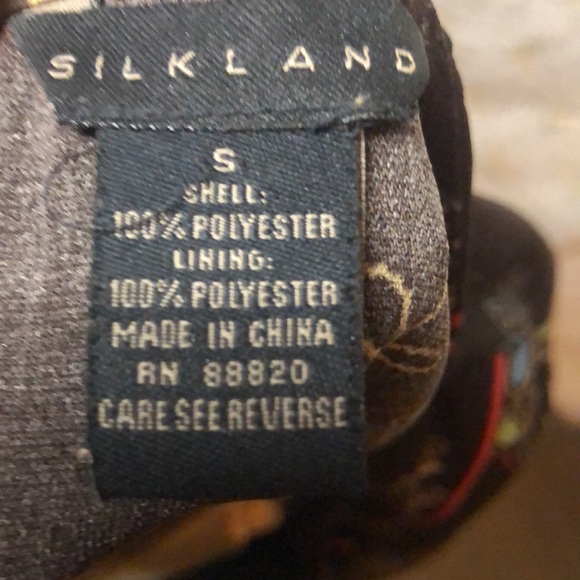 SILKLAND
S
SHELL:
100% POLYESTER
LINING:
100% POLYESTER
MADE IN CHINA
RN 88820
CARE SEE REVERSE